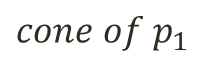 cone of p₁